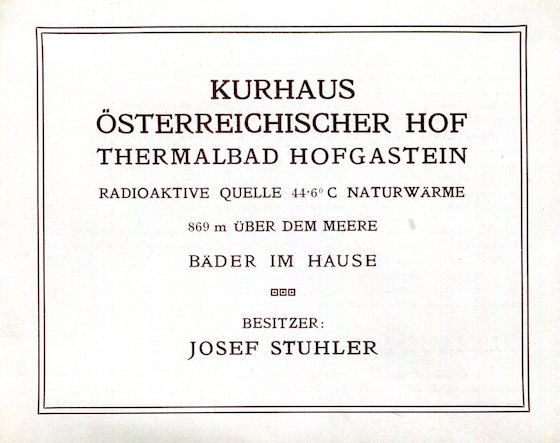 KURHAUS
ÖSTERREICHISCHER HOF
THERMALBAD HOFGASTEIN
RADIOAKTIVE QUELLE 44·6° C NATURWÄRME
869 m ÜBER DEM MEERE
BÄDER IM HAUSE
BESITZER:
JOSEF STUHLER